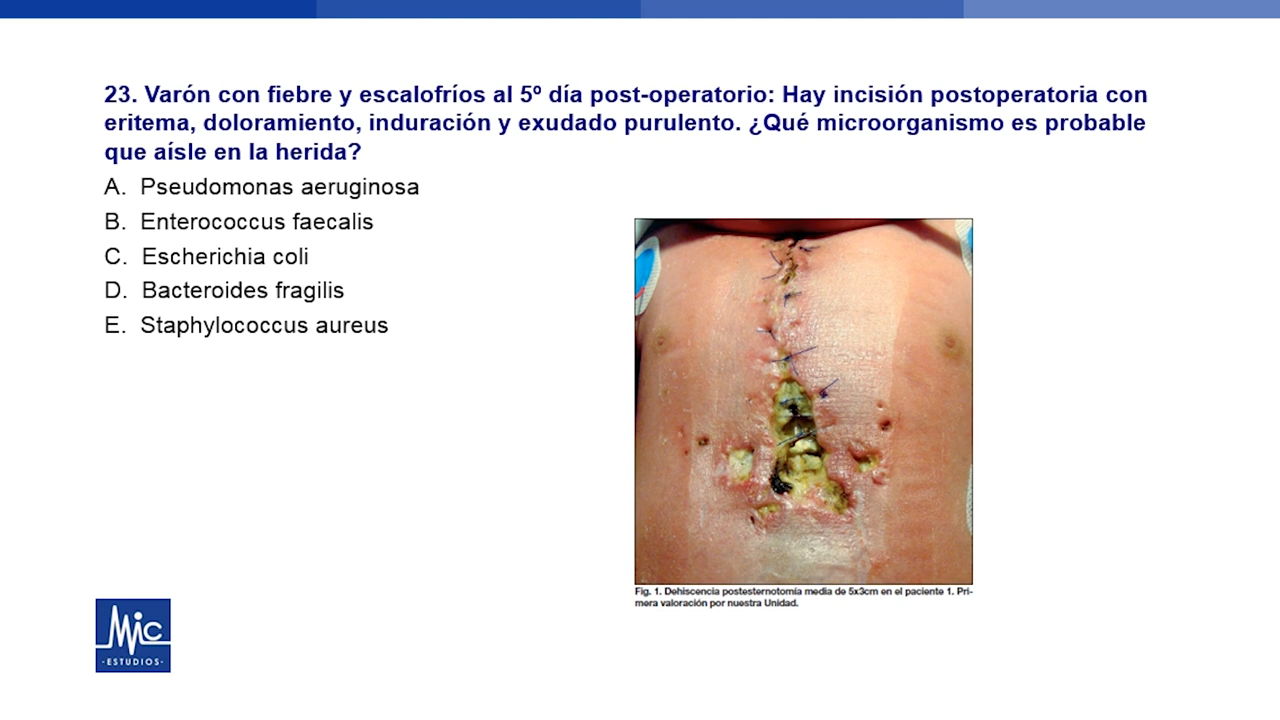 23. Varón con fiebre y escalofríos al 5º día post-operatorio: Hay incisión postoperatoria con
eritema, doloramiento, induración y exudado purulento. ¿Qué microorganismo es probable
que aísle en la herida?
A. Pseudomonas aeruginosa
B. Enterococcus faecalis
C. Escherichia coli
D. Bacteroides fragilis
E. Staphylococcus aureus
Fig. 1. Dehiscencia postesternotomía media de 5x3cm en el paciente 1. Pri-
mera valoración por nuestra Unidad.
Mic
·ESTUDIOS·